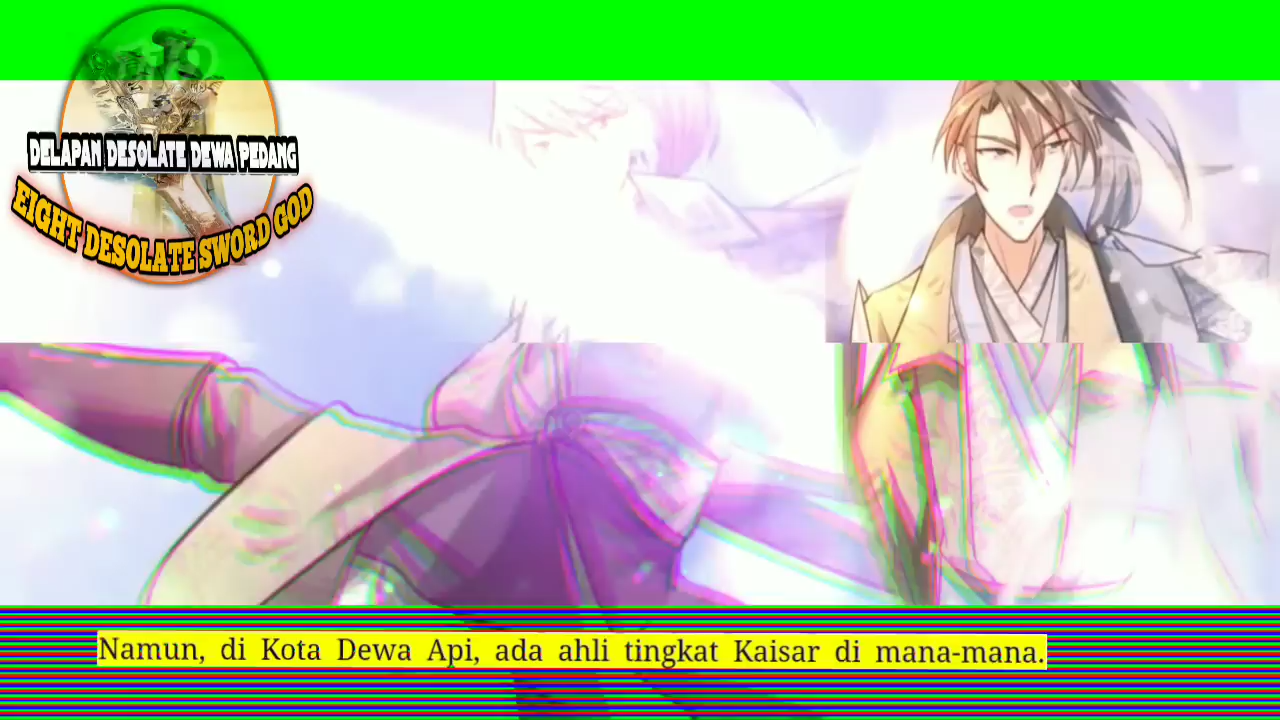 DELAPAN DESOLATE DEWA PEDANG
EIGHT DESOLATE SWORD GOD
Namun, di Kota Dewa Api, ada ahli tingkat Kaisar di mana-mana.